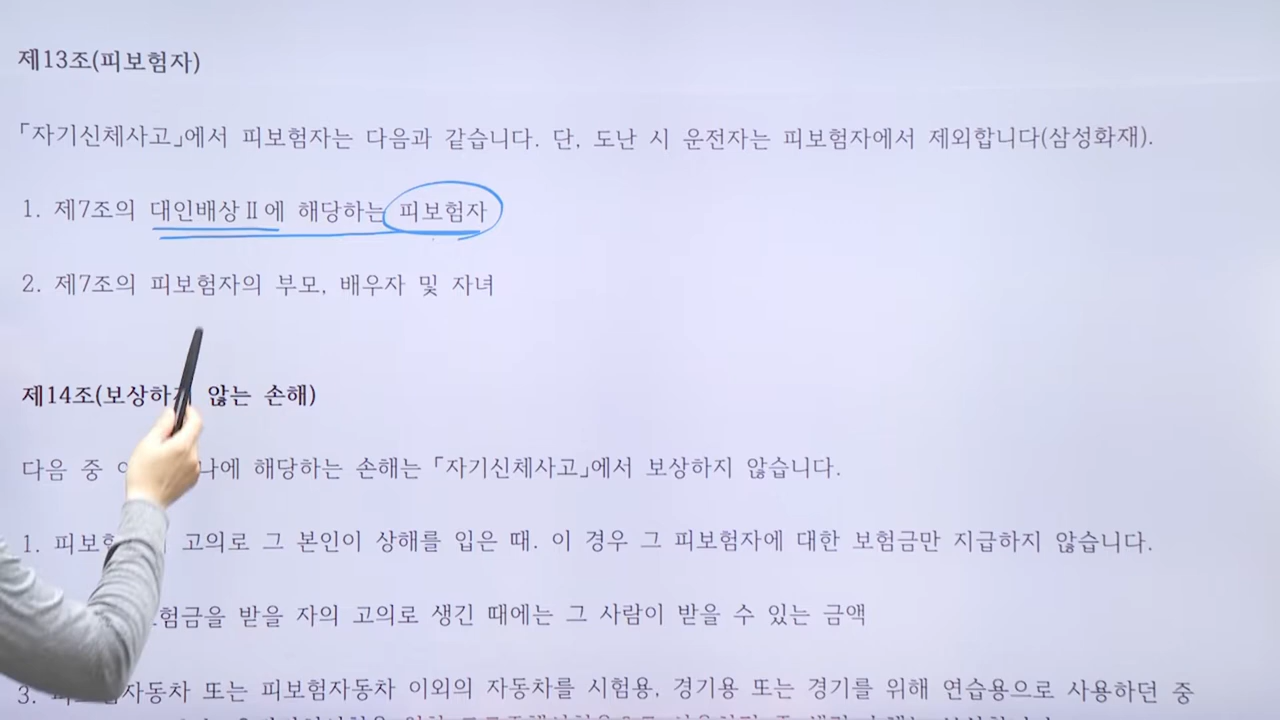 제13조(피보험자)
「자기신체사고」에서 피보험자는 다음과 같습니다. 단, 도난 시 운전자는 피보험자에서 제외합니다(삼성화재).
1. 제7조의 대인배상Ⅱ에 해당하는 피보험자
2. 제7조의 피보험자의 부모, 배우자 및 자녀
제14조(보상하지 않는 손해)
다음 중 해당하는 손해는 「자기신체사고」에서 보상하지 않습니다.
1. 고의로 그 본인이 상해를 입은 때. 이 경우 그 피보험자에 대한 보험금만 지급하지 않습니다.
받을 자의 고의로 생긴 때에는 그 사람이 받을 수 있는 금액
3. 또는 피보험자동차 이외의 자동차를 시험용, 경기용 또는 경기를 위해 연습용으로 사용하던 중